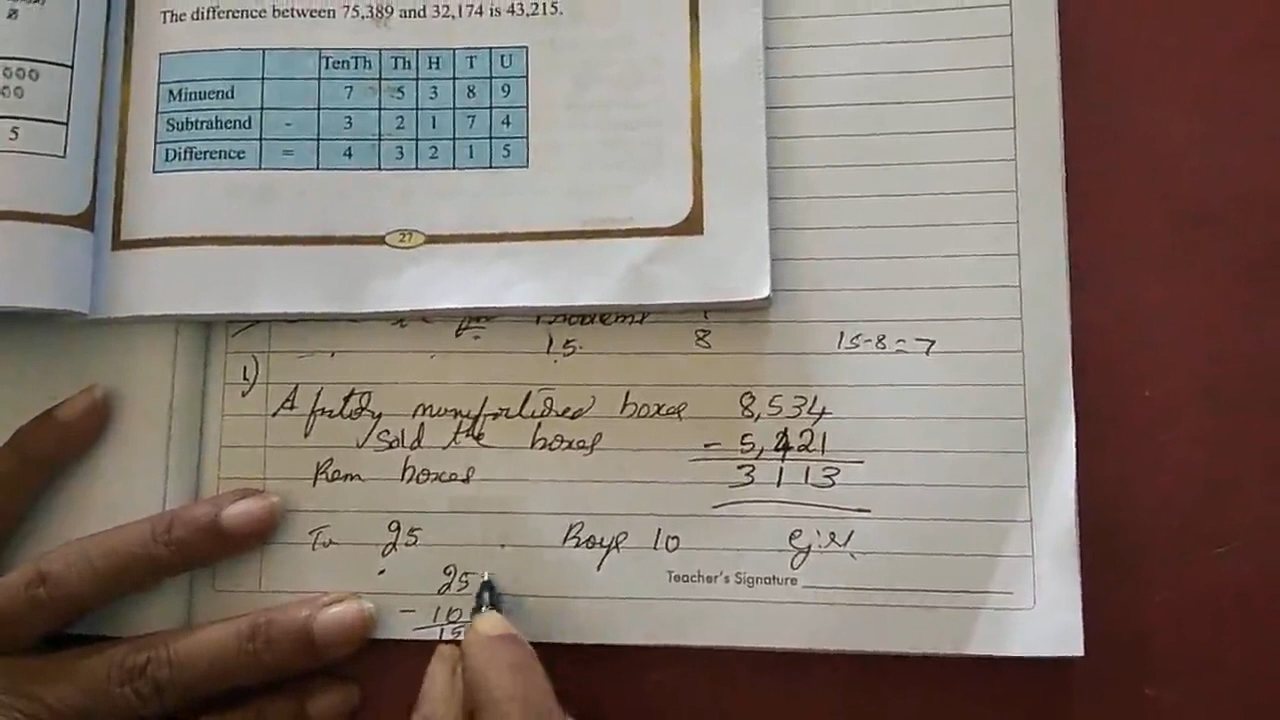 5
The difference between 75,389 and 32,174 is 43,215.
TenTh Th H T U
Minuend 7 5 3 8 9
Subtrahend - 3 2 1 7 4
Difference = 4 3 2 1 5
27
15. 8 15-8=7
1)
A boxes 8,534
sold the boxes - 5,421
Rem boxes 3113
To 25 Boys 10
Teacher's Signature
25
- 10
15